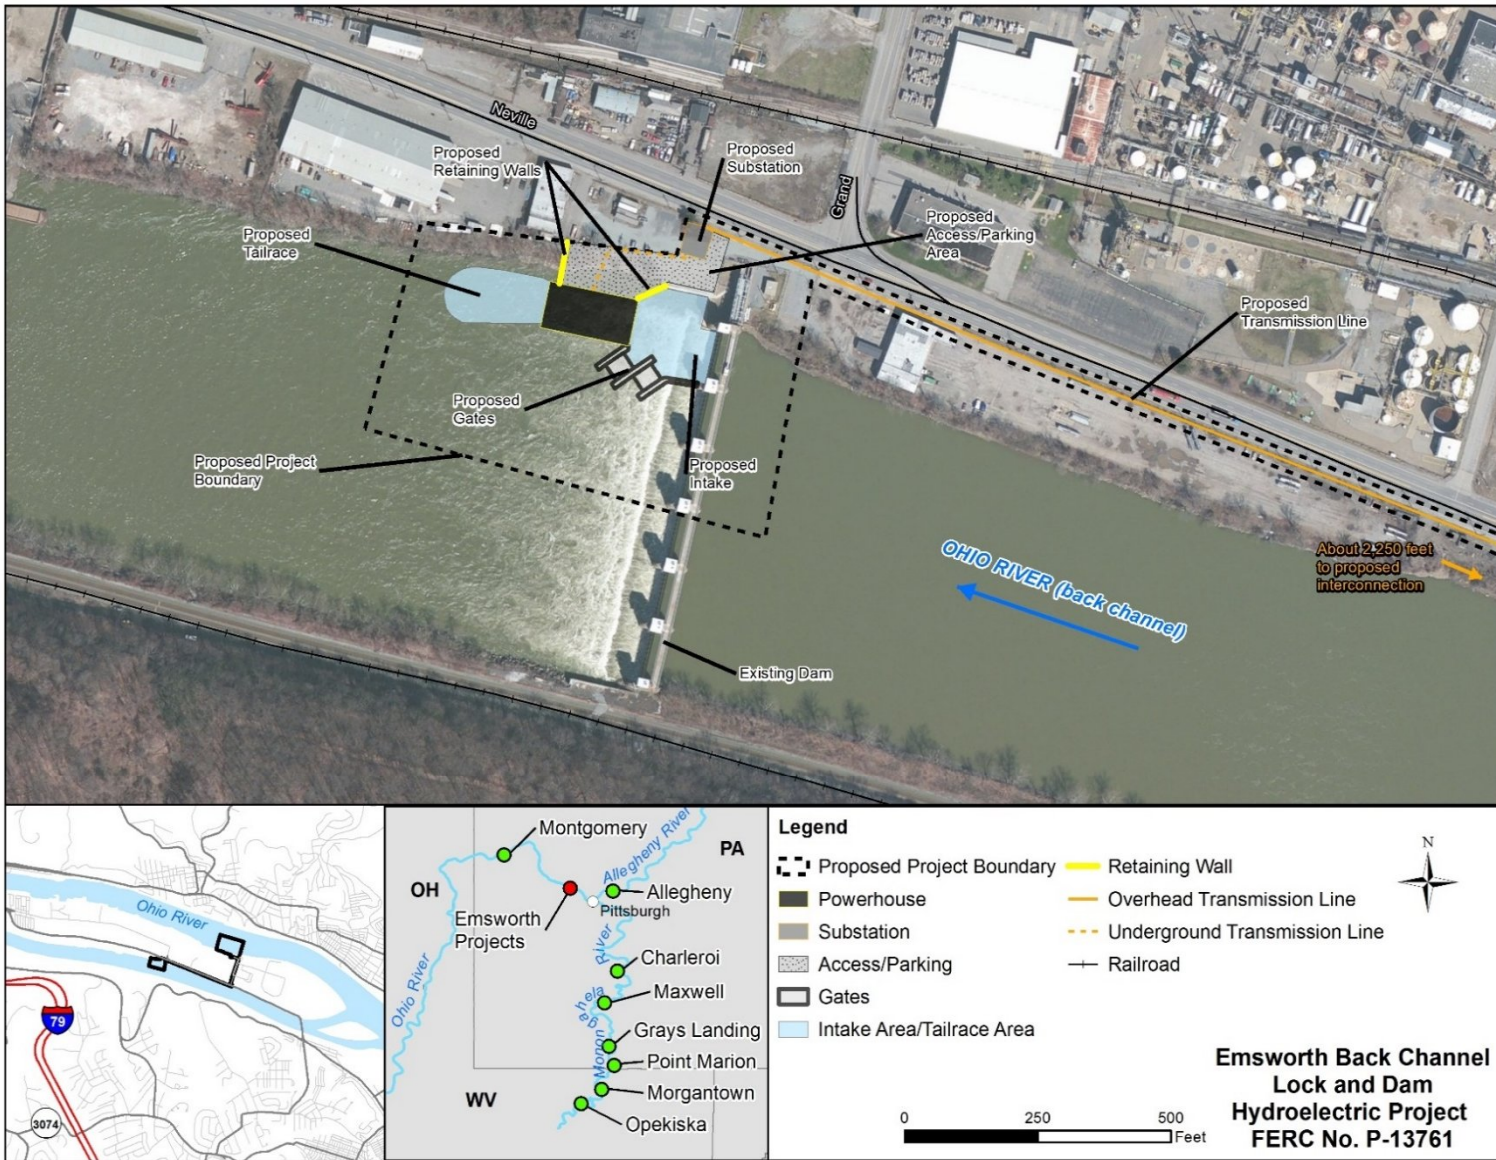 Neville
Proposed
Retaining Walls
Proposed
Substation
Grand
Proposed
Access/Parking
Area
Proposed
Tailrace
Proposed
Transmission Line
Proposed
Gates
Proposed Project
Boundary
Proposed
Intake
OHIO RIVER (back channel)
About 2,250 feet
to proposed
interconnection
Existing Dam
Ohio River
79
3074
Montgomery
Allegheny River
PA
OH
Allegheny
Emsworth
Projects
Pittsburgh
Ohio River
Monongahela River
Charleroi
Maxwell
Grays Landing
Point Marion
WV
Morgantown
Opekiska
Legend
Proposed Project Boundary
Powerhouse
Substation
Access/Parking
Gates
Intake Area/Tailrace Area
Retaining Wall
Overhead Transmission Line
Underground Transmission Line
Railroad
N
0 250 500
Feet
Emsworth Back Channel
Lock and Dam
Hydroelectric Project
FERC No. P-13761